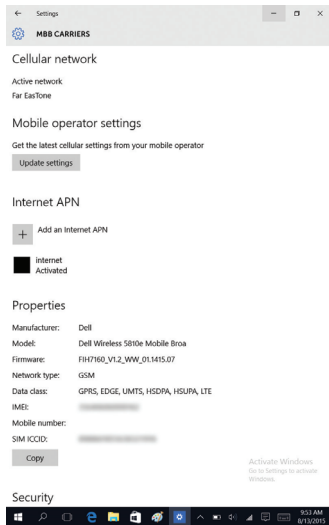 Settings
MBB CARRIERS
Cellular network
Active network
Far EasTone
Mobile operator settings
Get the latest cellular settings from your mobile operator
Update settings
Internet APN
Add an Internet APN
internet
Activated
Properties
Manufacturer: Dell
Model: Dell Wireless 5810e Mobile Broa
Firmware: FIH7160_V1.2_WW_01.1415.07
Network type: GSM
Data class: GPRS, EDGE, UMTS, HSDPA, HSUPA, LTE
IMEI:
Mobile number:
SIM ICCID:
Copy
Activate Windows
Go to Settings to activate
Windows.
Security
9:53 AM
8/13/2015